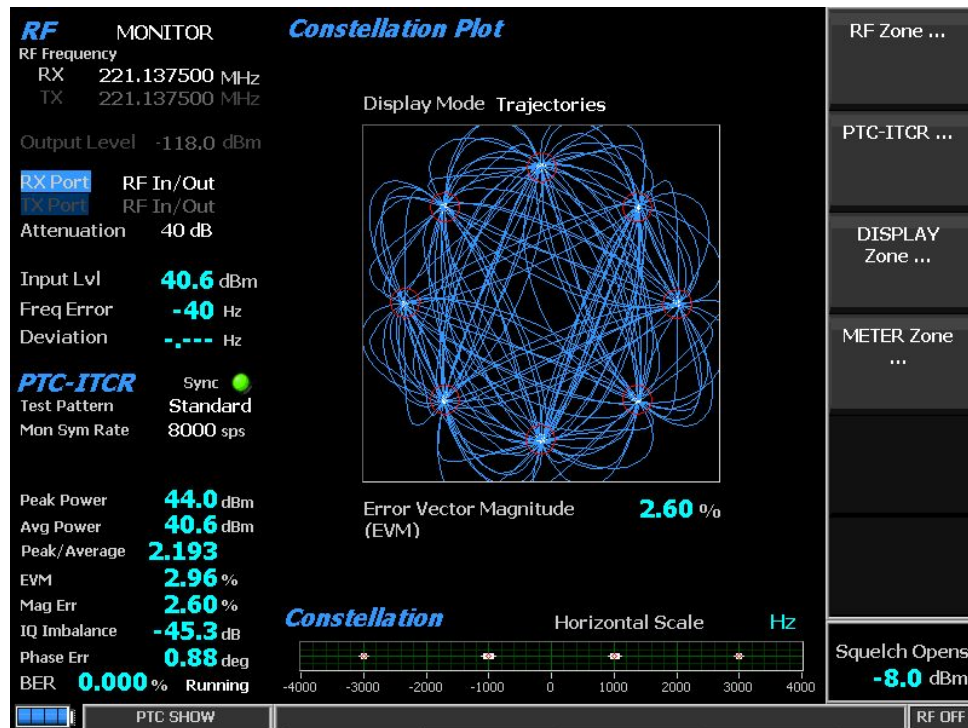 RF MONITOR
RF Frequency
RX 221.137500 MHz
TX 221.137500 MHz
Output Level -118.0 dBm
RX Port RF In/Out
TX Port RF In/Out
Attenuation 40 dB
Input Lvl 40.6 dBm
Freq Error -40 Hz
Deviation -.--- Hz
PTC-ITCR Sync
Test Pattern Standard
Mon Sym Rate 8000 sps
Peak Power 44.0 dBm
Avg Power 40.6 dBm
Peak/Average 2.193
EVM 2.96 %
Mag Err 2.60 %
IQ Imbalance -45.3 dB
Phase Err 0.88 deg
BER 0.000 % Running
Constellation Plot
Display Mode Trajectories
Error Vector Magnitude 2.60 %
(EVM)
Constellation Horizontal Scale Hz
-4000 -3000 -2000 -1000 0 1000 2000 3000 4000
RF Zone ...
PTC-ITCR ...
DISPLAY
Zone ...
METER Zone
...
Squelch Opens
-8.0 dBm
PTC SHOW
RF OFF